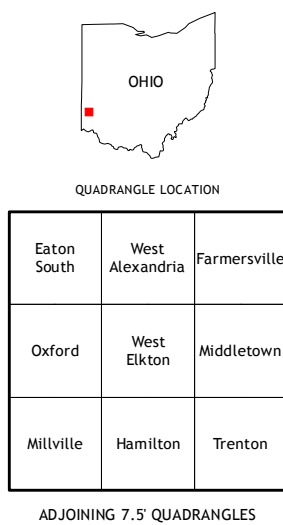 OHIO
QUADRANGLE LOCATION
Eaton
South
West
Alexandria
Farmersville
Oxford
West
Elkton
Middletown
Millville
Hamilton
Trenton
ADJOINING 7.5' QUADRANGLES